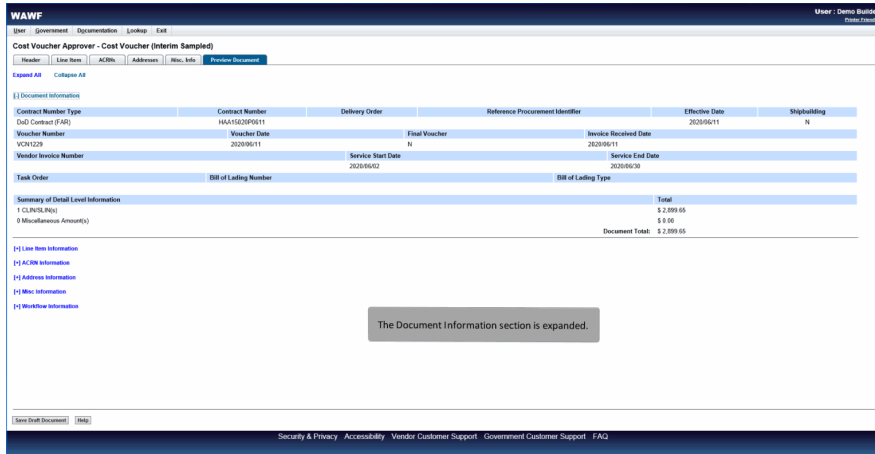 WAWF
User : Demo Builde
Printer Friend
User Government Documentation Lookup Exit
Cost Voucher Approver - Cost Voucher (Interim Sampled)
Header Line Item ACRNs Addresses Misc. Info Preview Document
Expand All Collapse All
[-] Document Information
Contract Number Type Contract Number Delivery Order Reference Procurement Identifier Effective Date Shipbuilding
DoD Contract (FAR) HAA15020P0611 2020/06/11 N
Voucher Number Voucher Date Final Voucher Invoice Received Date
VCN1229 2020/06/11 N 2020/06/11
Vendor Invoice Number Service Start Date Service End Date
2020/06/02 2020/06/30
Task Order Bill of Lading Number Bill of Lading Type
Summary of Detail Level Information Total
1 CLIN/SLIN(s) $ 2,899.65
0 Miscellaneous Amount(s) $ 0.00
Document Total: $ 2,899.65
[+] Line Item Information
[+] ACRN Information
[+] Address Information
[+] Misc Information
[+] Workflow Information
The Document Information section is expanded.
Save Draft Document Help
Security & Privacy Accessibility Vendor Customer Support Government Customer Support FAQ